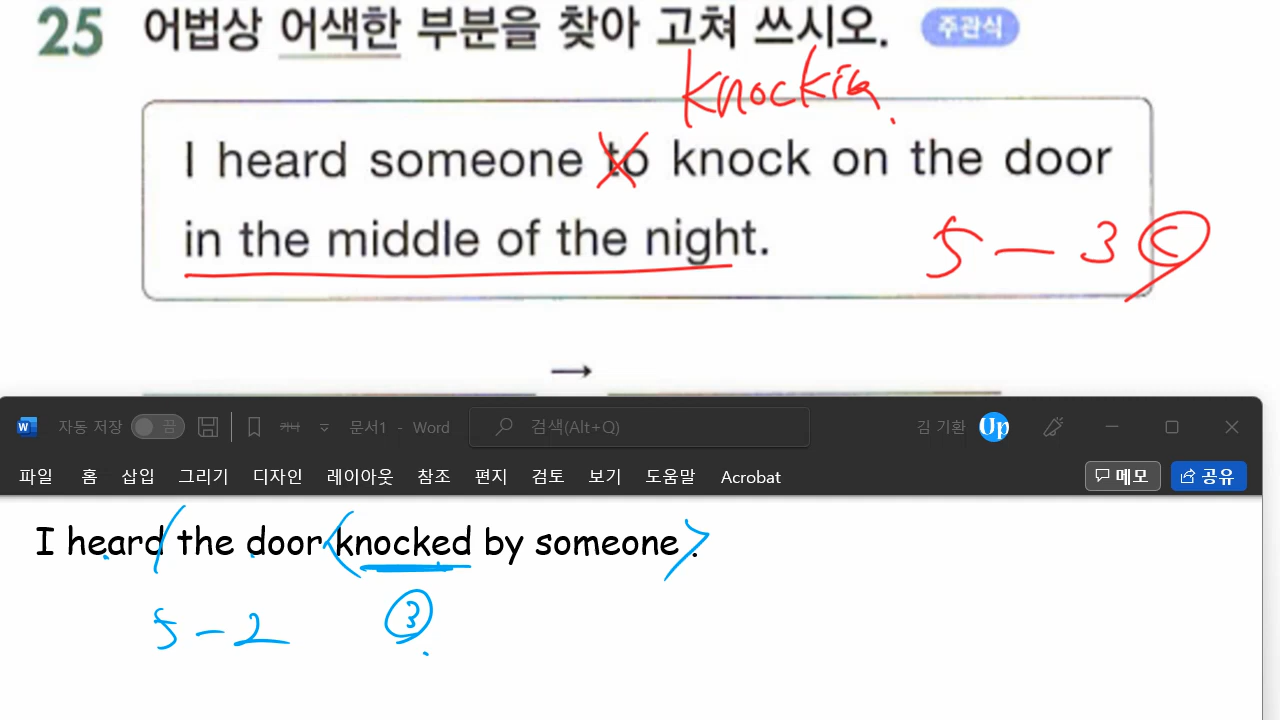 25 어법상 어색한 부분을 찾아 고쳐 쓰시오. 주관식
I heard someone to knock on the door
in the middle of the night.
5 - 3 C
→
자동 저장 끔 가나 문서1 - Word 검색(Alt+Q) 김 기환 Up
파일 홈 삽입 그리기 디자인 레이아웃 참조 편지 검토 보기 도움말 Acrobat 메모 공유
I heard the door knocked by someone.
5 - 2 3